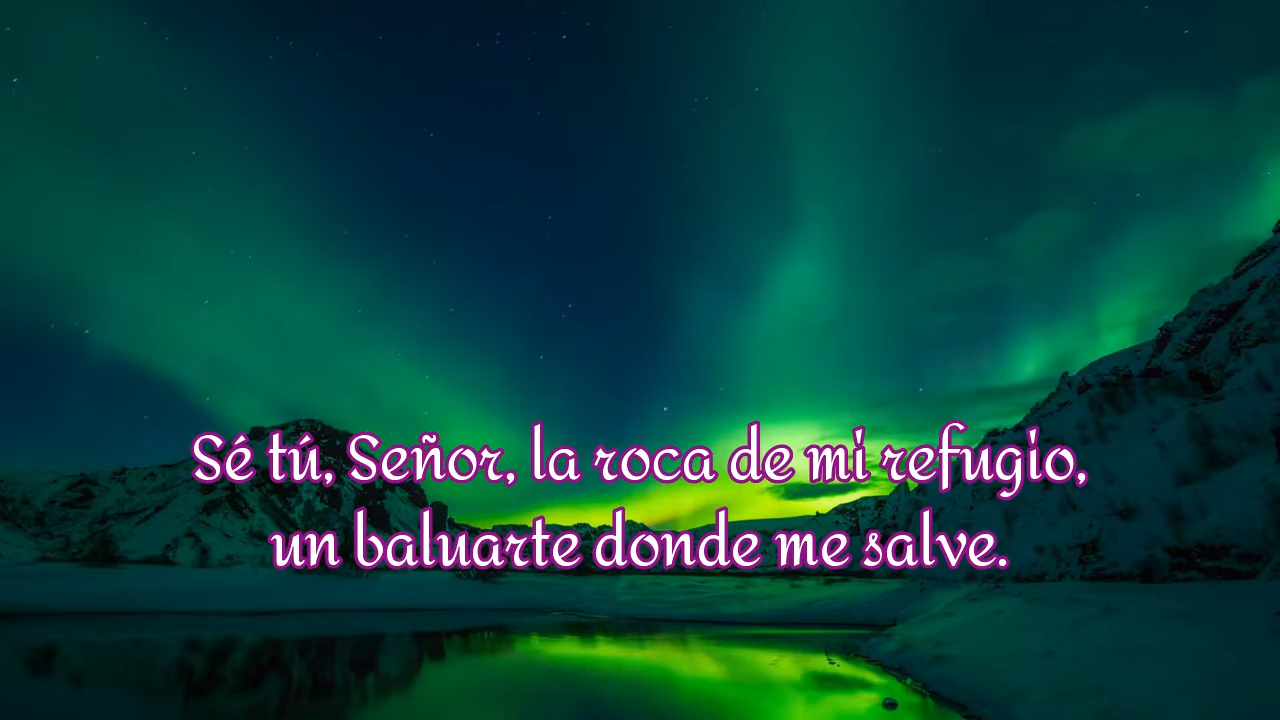 Sé tú, Señor, la roca de mi refugio,
un baluarte donde me salve.